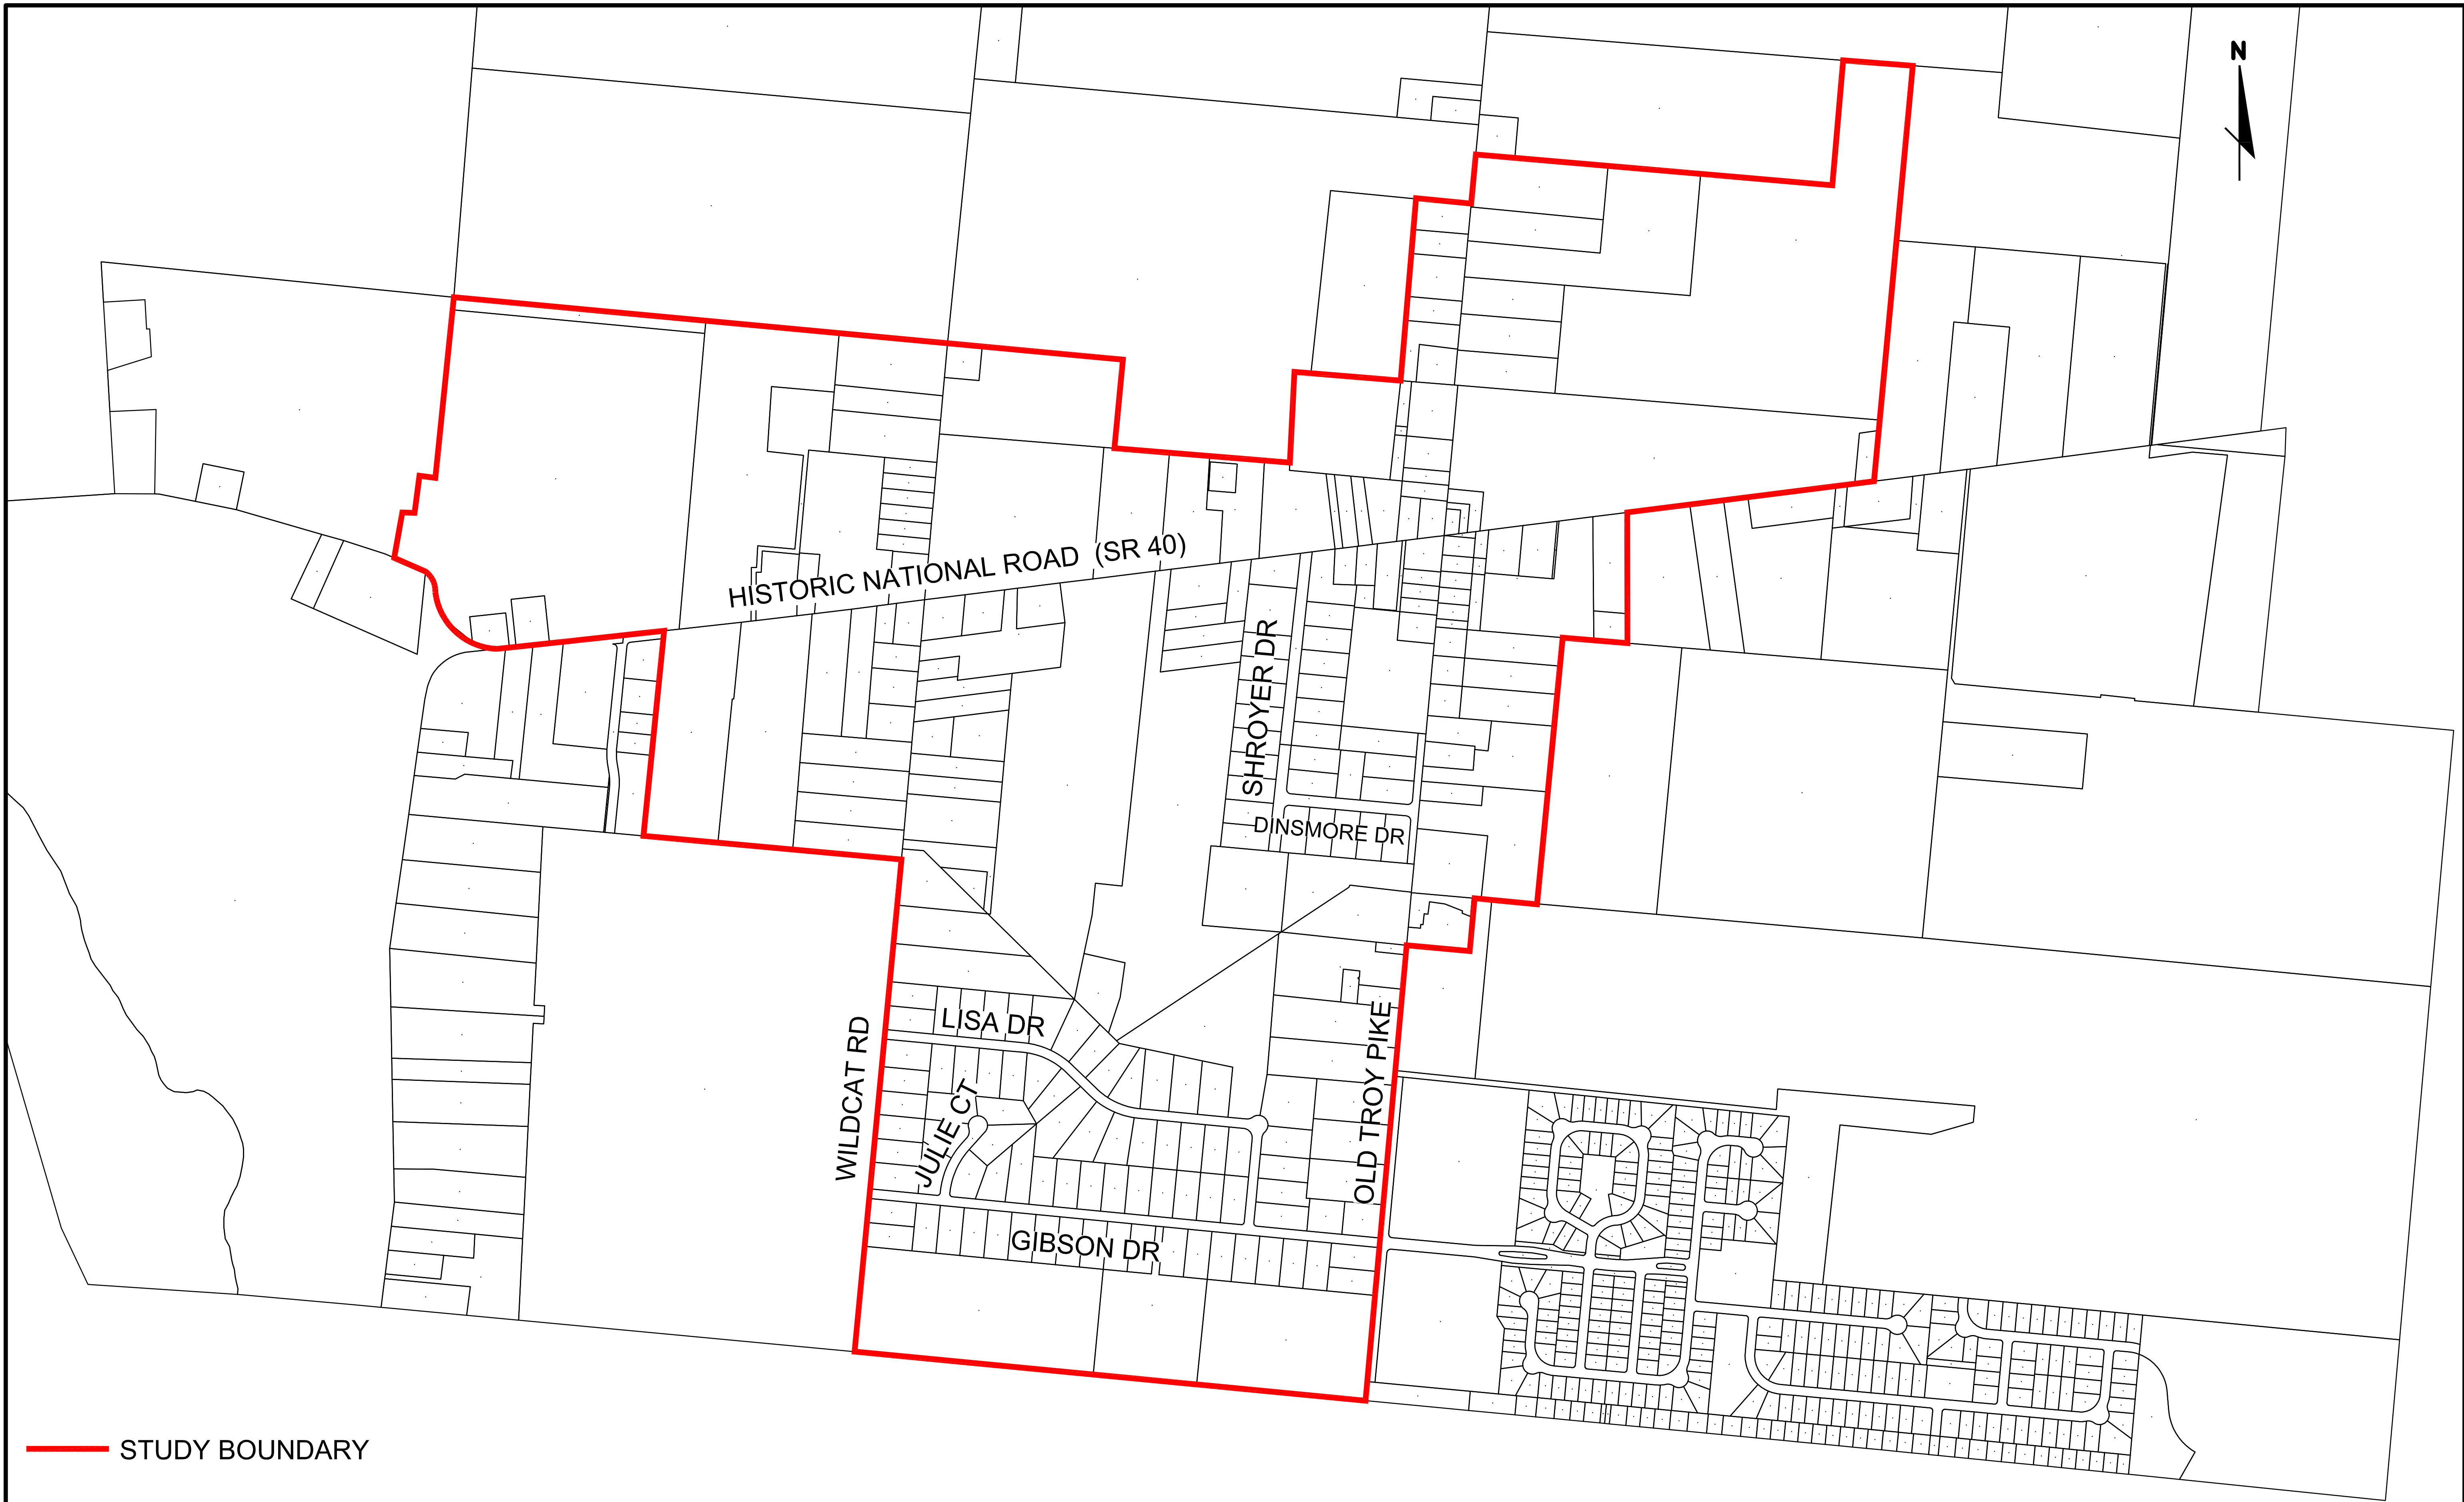 N
HISTORIC NATIONAL ROAD (SR 40)
SHROYER DR
DINSMORE DR
LISA DR
WILDCAT RD
JULIE CT
OLD TROY PIKE
GIBSON DR
STUDY BOUNDARY